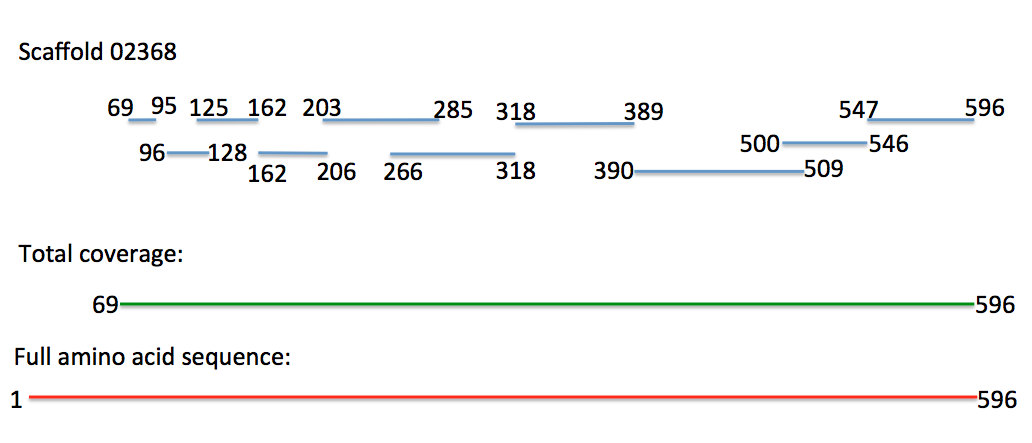 Scaffold 02368
69 95 125 162 203 285 318 389 547 596
96 128 162 206 266 318 390 509 500 546
Total coverage:
69 596
Full amino acid sequence:
1 596